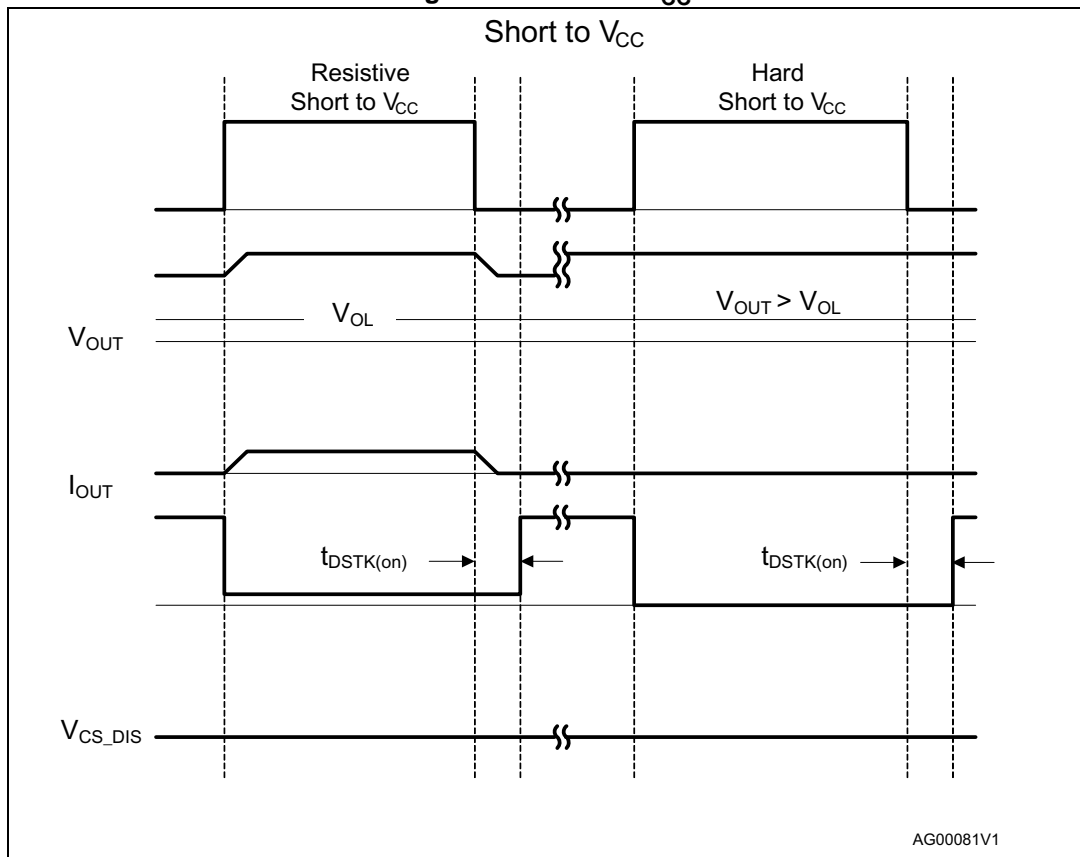 Short to VCC
Resistive
Short to VCC
Hard
Short to VCC
VOL
VOUT > VOL
VOUT
IOUT
tDSTK(on)
tDSTK(on)
VCS_DIS
AG00081V1